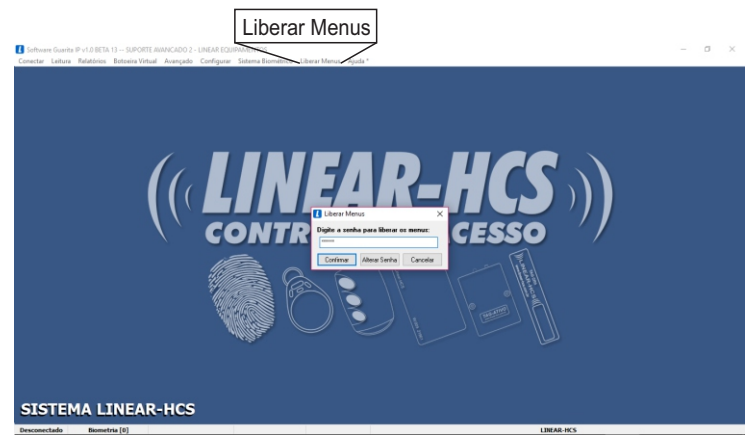 Liberar Menus
Software Guarita IP v1.0 BETA 13 -- SUPORTE AVANCADO 2 - LINEAR EQUIPAMENTOS
Conectar Leitura Relatórios Botoeira Virtual Avançado Configurar Sistema Biométrico Liberar Menus Ajuda *
LINEAR-HCS
Liberar Menus
Digite a senha para liberar os menus:
******
Confirmar Alterar Senha Cancelar
SISTEMA LINEAR-HCS
Desconectado Biometria [0] LINEAR-HCS